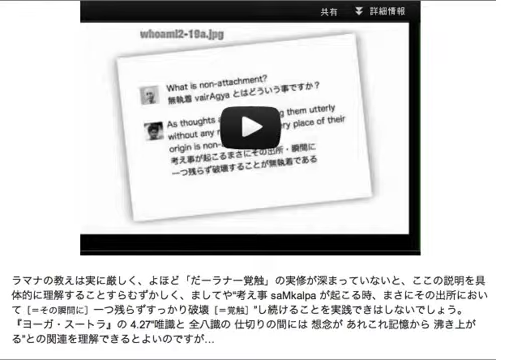 共有 詳細情報
whoamI2-19a.jpg
What is non-attachment?
無執着 vairAgya とはどういう事ですか？
As thoughts a ng them utterly
without any r ry place of their
origin is non-
考え事が起こるまさにその出所・瞬間に
一つ残らず破壊することが無執着である
ラマナの教えは実に厳しく、よほど「だーラナー覚触」の実修が深まっていないと、ここの説明を具
体的に理解することすらむずかしく、ましてや"考え事 saMkalpa が起こる時、まさにその出所におい
て［=その瞬間に］一つ残らずすっかり破壊［=覚触］"し続けることを実践できはしないでしょう。
『ヨーガ・スートラ』の 4.27"唯識と 全八識の 仕切りの間には 想念が あれこれ記憶から 沸き上が
る"との関連を理解できるとよいのですが…